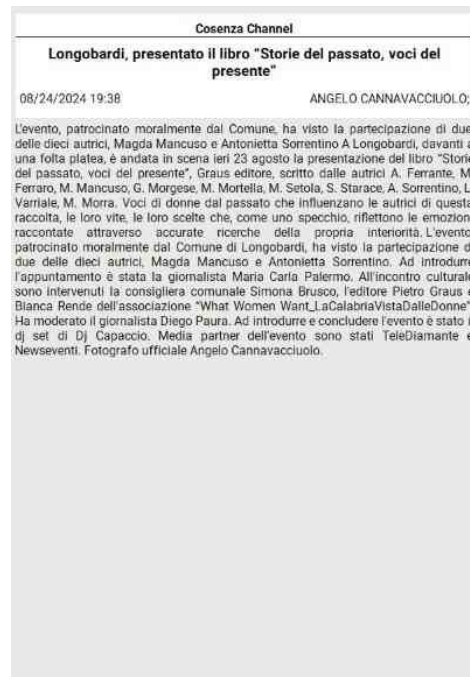 Cosenza Channel
Longobardi, presentato il libro "Storie del passato, voci del
presente"
08/24/2024 19:38 ANGELO CANNAVACCIUOLO;
L'evento, patrocinato moralmente dal Comune, ha visto la partecipazione di due
delle dieci autrici, Magda Mancuso e Antonietta Sorrentino A Longobardi, davanti a
una folta platea, è andata in scena ieri 23 agosto la presentazione del libro "Storie
del passato, voci del presente", Graus editore, scritto dalle autrici A. Ferrante, M.
Ferraro, M. Mancuso, G. Morgese, M. Mortella, M. Setola, S. Starace, A. Sorrentino, L.
Varriale, M. Morra. Voci di donne dal passato che influenzano le autrici di questa
raccolta, le loro vite, le loro scelte che, come uno specchio, riflettono le emozion
raccontate attraverso accurate ricerche della propria interiorità. L'evento,
patrocinato moralmente dal Comune di Longobardi, ha visto la partecipazione d
due delle dieci autrici, Magda Mancuso e Antonietta Sorrentino. Ad introdurre
l'appuntamento è stata la giornalista Maria Carla Palermo. All'incontro culturale
sono intervenuti la consigliera comunale Simona Brusco, l'editore Pietro Graus e
Bianca Rende dell'associazione "What Women Want_LaCalabriaVistaDalleDonne"
Ha moderato il giornalista Diego Paura. Ad introdurre e concludere l'evento è stato i
dj set di Dj Capaccio. Media partner dell'evento sono stati TeleDiamante e
Newseventi. Fotografo ufficiale Angelo Cannavacciuolo.